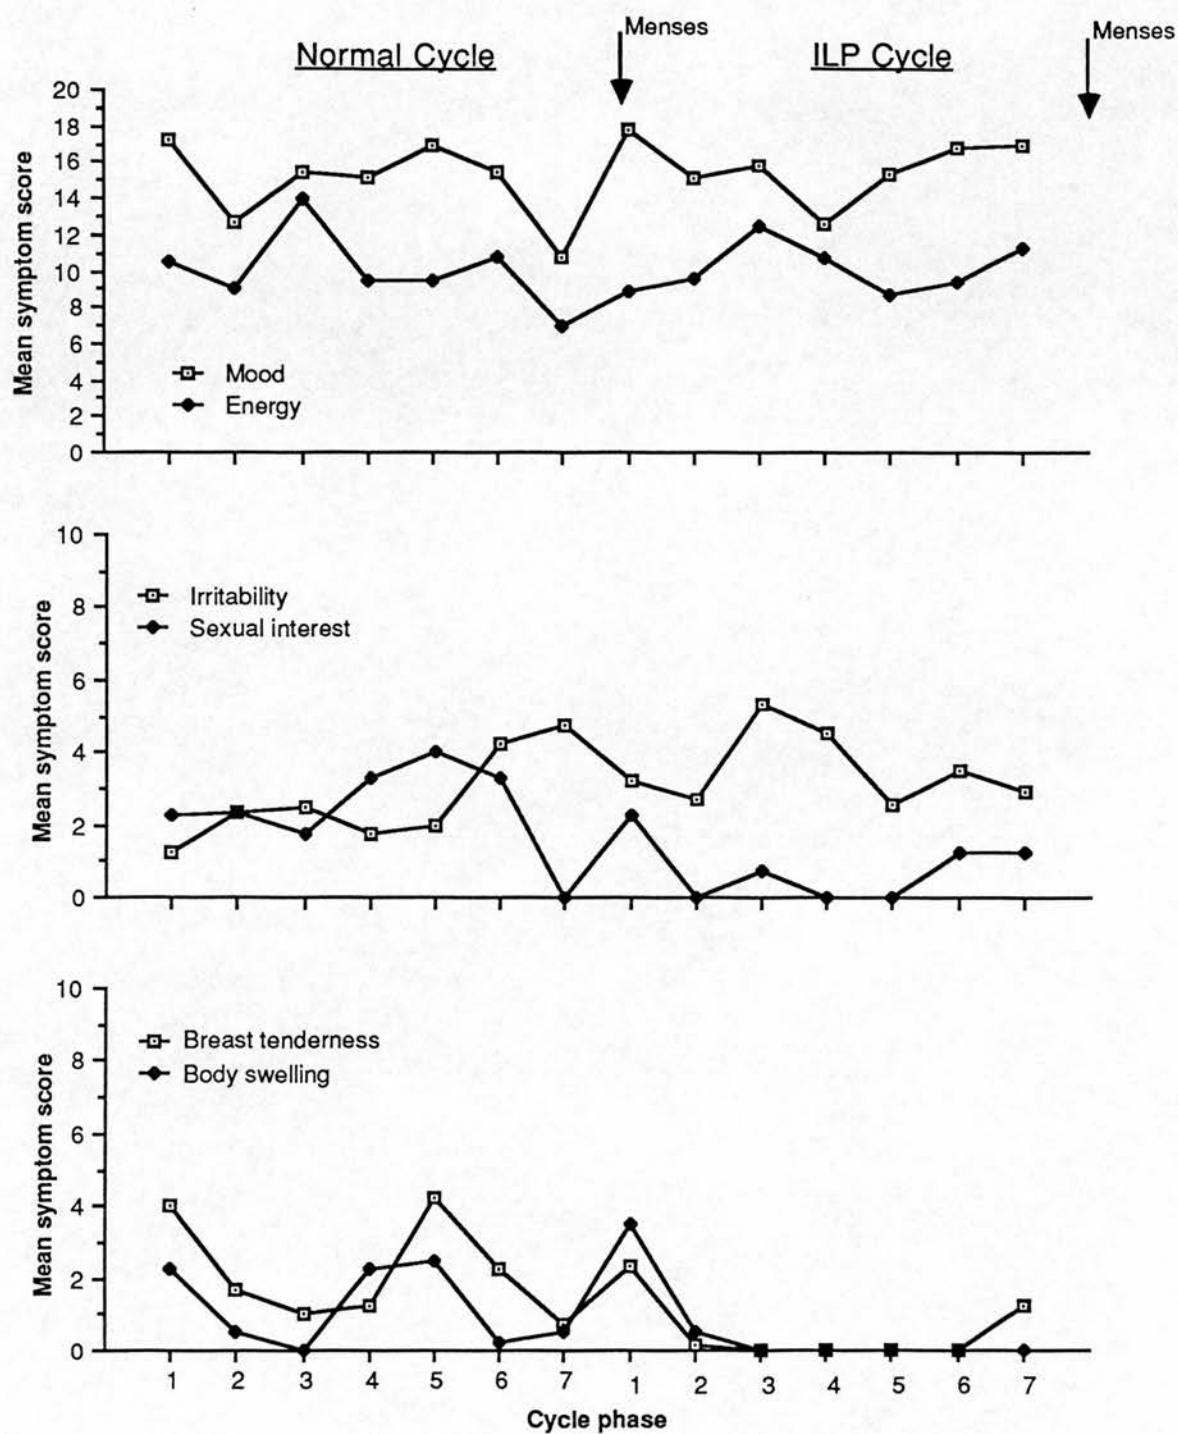 Menses
Menses
Normal Cycle
ILP Cycle
20
18
16
14
12
10
8
6
4
2
0
Mean symptom score
Mood
Energy
10
8
6
4
2
0
Mean symptom score
Irritability
Sexual interest
10
8
6
4
2
0
Mean symptom score
Breast tenderness
Body swelling
1 2 3 4 5 6 7 1 2 3 4 5 6 7
Cycle phase